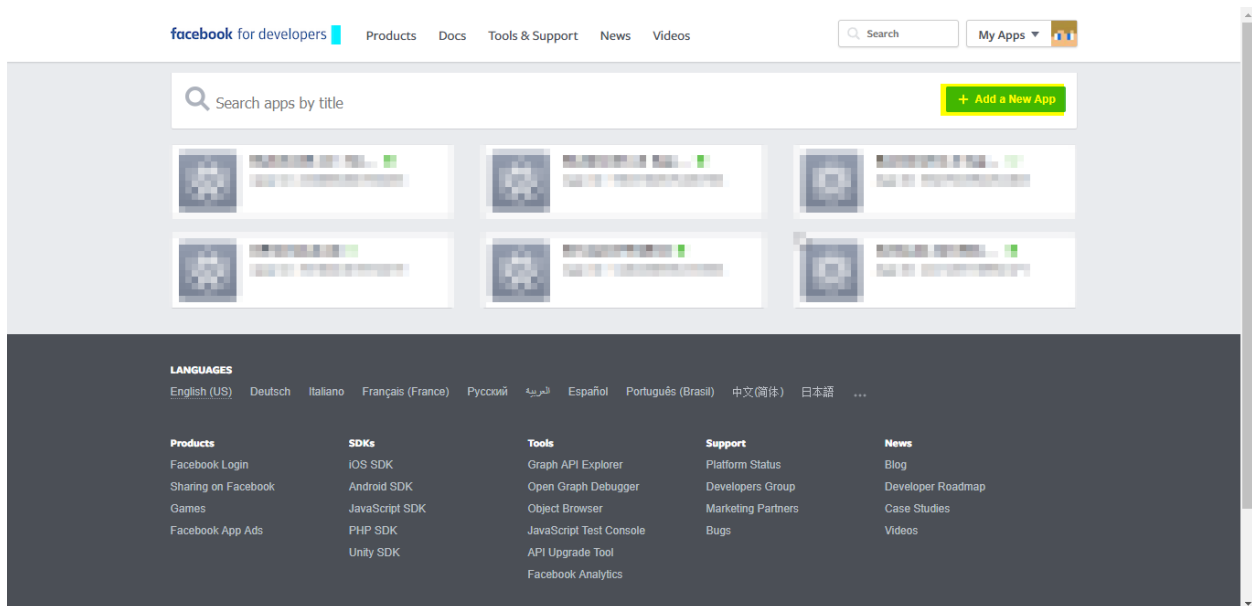 facebook for developers Products Docs Tools & Support News Videos Search My Apps
Search apps by title + Add a New App
LANGUAGES
English (US) Deutsch Italiano Français (France) Русский العربية Español Português (Brasil) 中文(简体) 日本語 ...
Products SDKs Tools Support News
Facebook Login iOS SDK Graph API Explorer Platform Status Blog
Sharing on Facebook Android SDK Open Graph Debugger Developers Group Developer Roadmap
Games JavaScript SDK Object Browser Marketing Partners Case Studies
Facebook App Ads PHP SDK JavaScript Test Console Bugs Videos
Unity SDK API Upgrade Tool
Facebook Analytics